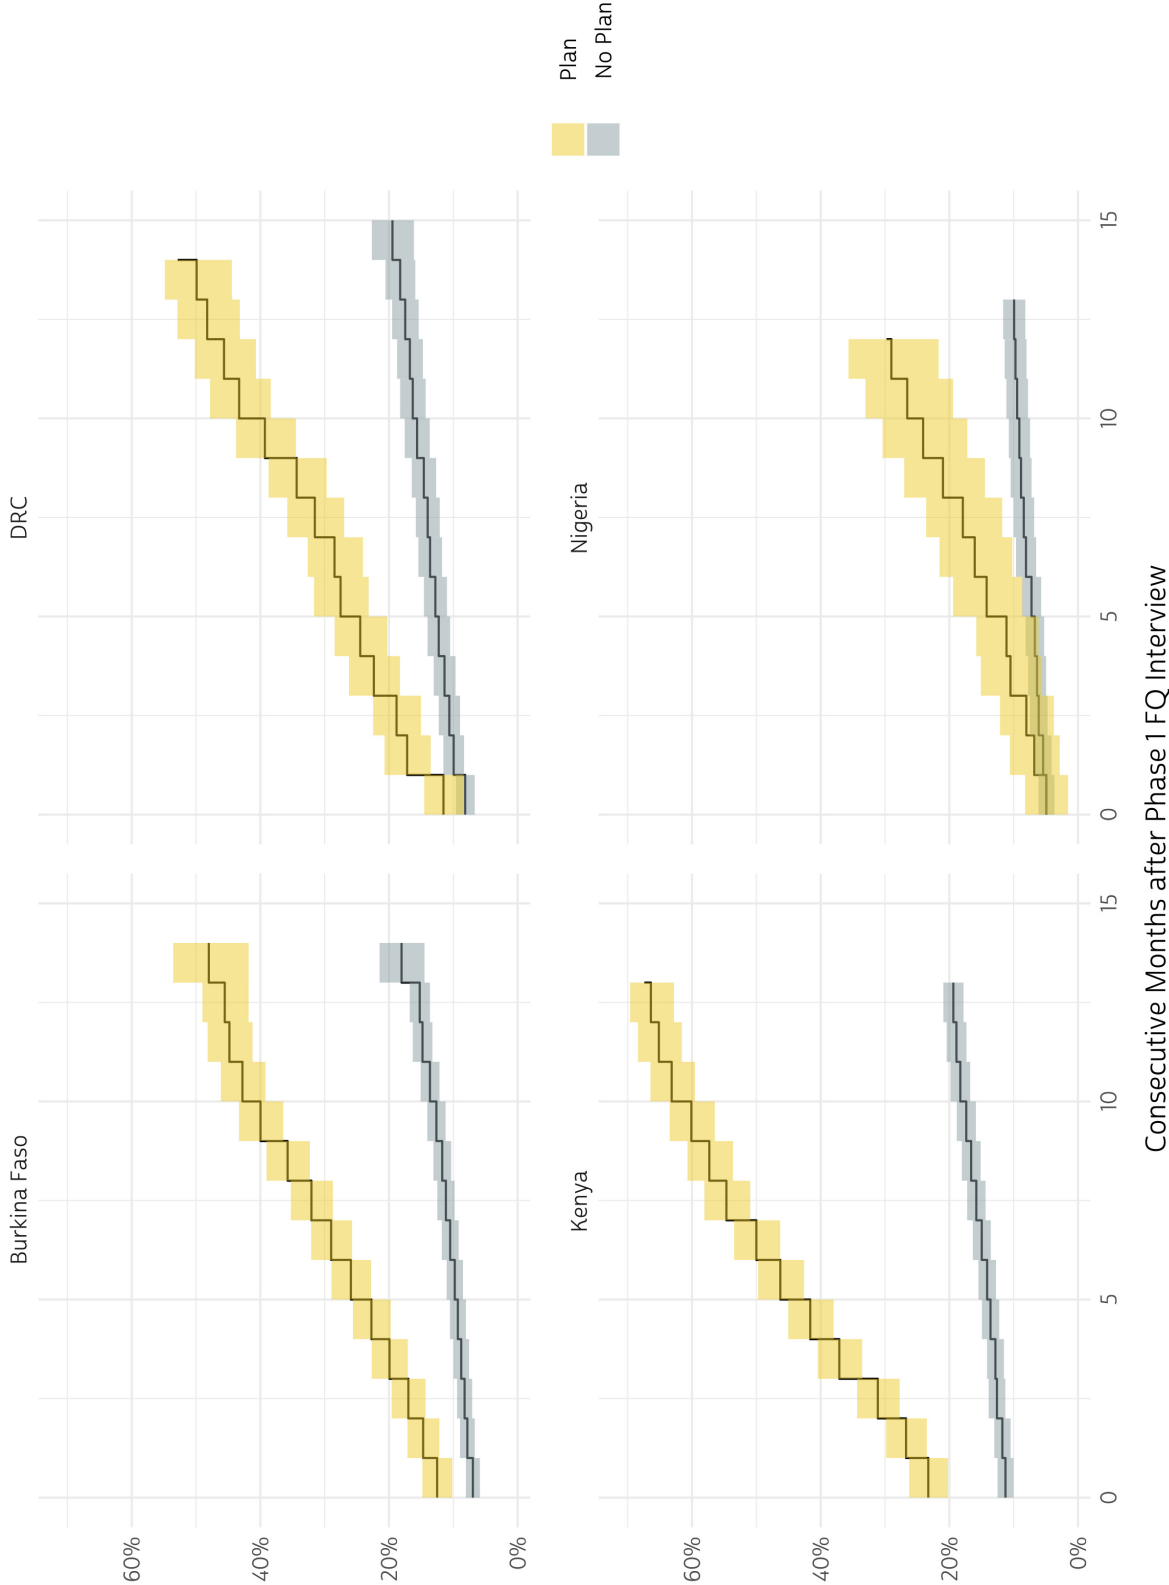 Burkina Faso
DRC
60%
40%
20%
0%
Kenya
Nigeria
60%
40%
20%
0%
0 5 10 15
0 5 10 15
Consecutive Months after Phase 1 FQ Interview
Plan
No Plan